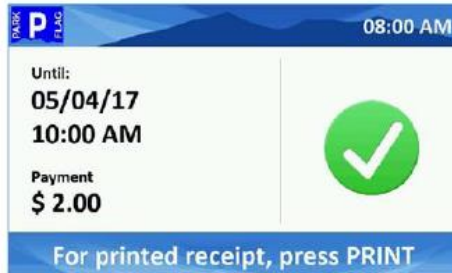 PARK P FLAG
08:00 AM
Until:
05/04/17
10:00 AM
Payment
$ 2.00
For printed receipt, press PRINT